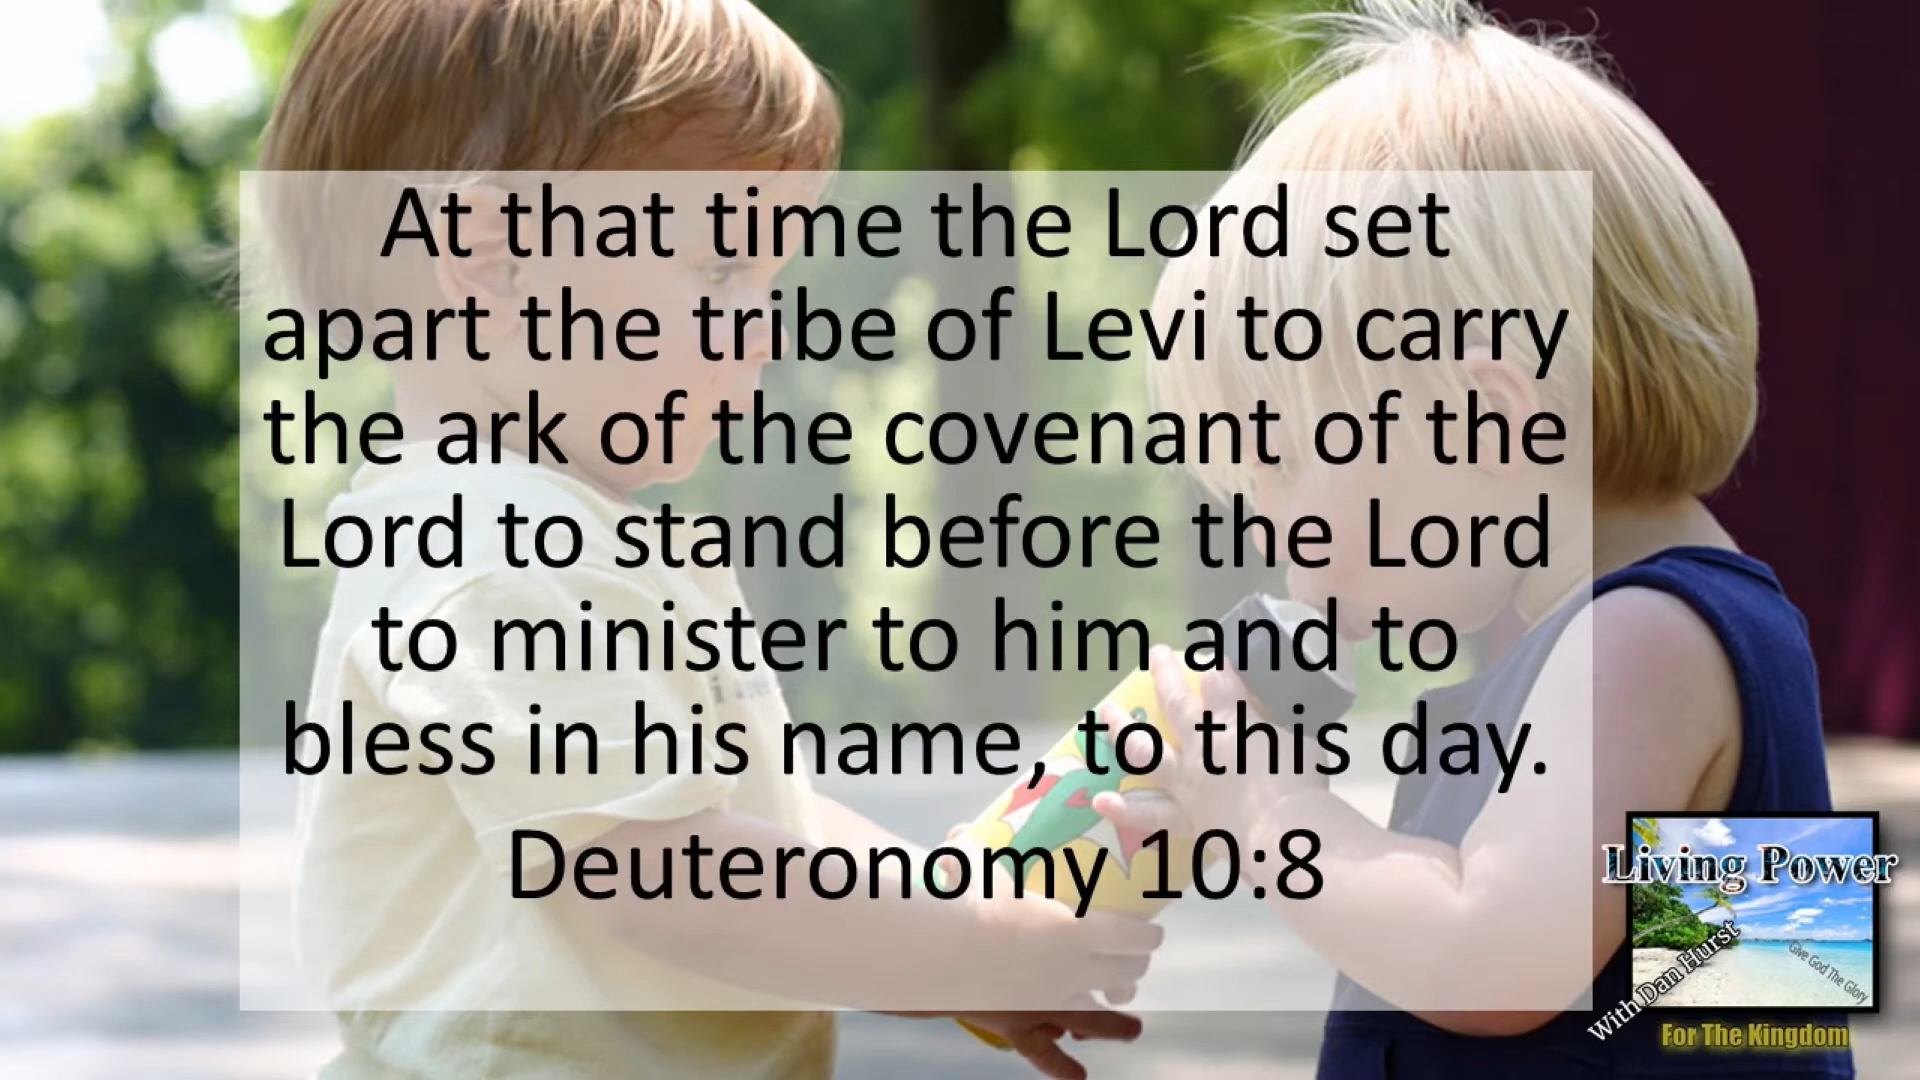 At that time the Lord set
apart the tribe of Levi to carry
the ark of the covenant of the
Lord to stand before the Lord
to minister to him and to
bless in his name, to this day.
Deuteronomy 10:8
Living Power
With Dan Hurst
Give God The Glory
For The Kingdom